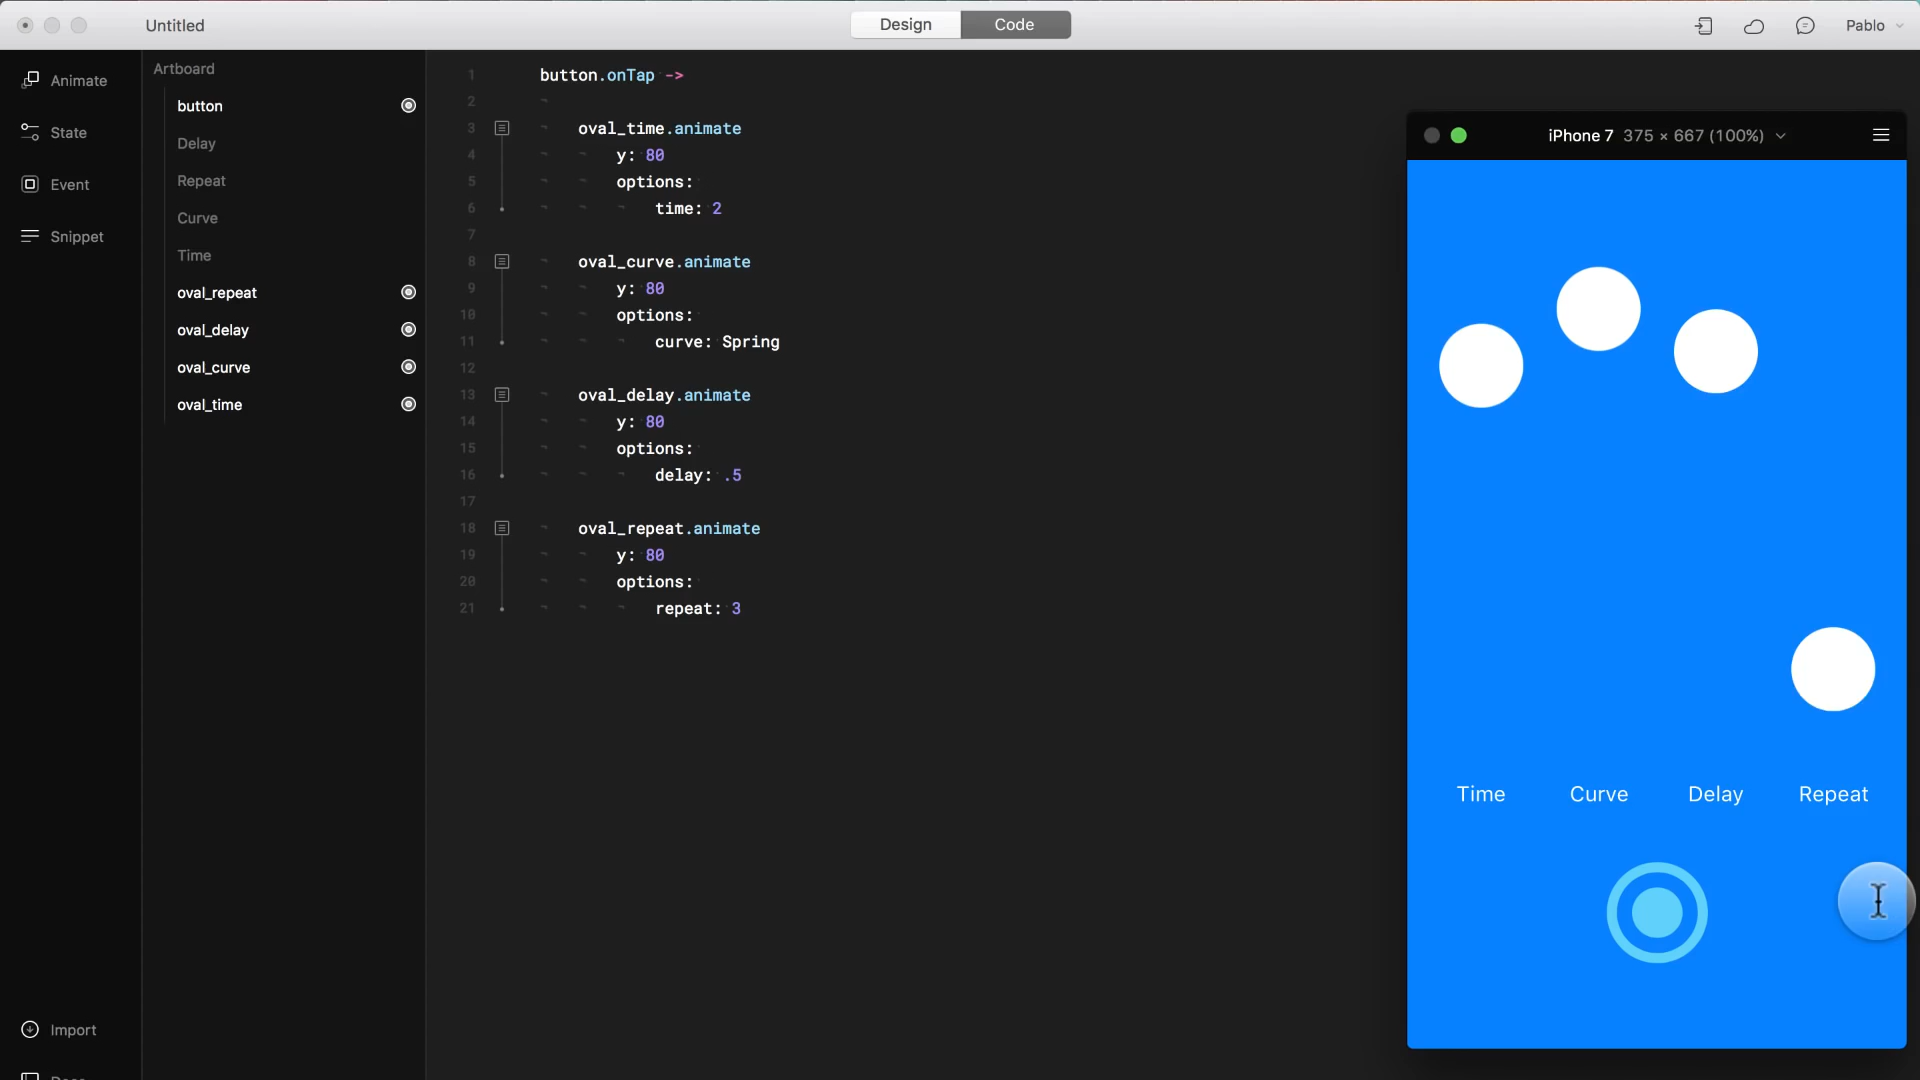 Untitled
Design
Code
Pablo
Animate
State
Event
Snippet
Import
Artboard
button
Delay
Repeat
Curve
Time
oval_repeat
oval_delay
oval_curve
oval_time
1 button.onTap ->
2
3 oval_time.animate
4 y: 80
5 options:
6 time: 2
7
8 oval_curve.animate
9 y: 80
10 options:
11 curve: Spring
12
13 oval_delay.animate
14 y: 80
15 options:
16 delay: .5
17
18 oval_repeat.animate
19 y: 80
20 options:
21 repeat: 3
iPhone 7 375 × 667 (100%)
Time Curve Delay Repeat